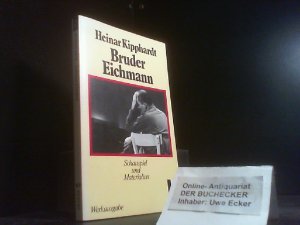 Heinar Kipphardt
Bruder
Eichmann
Schauspiel
und
Materialien
Werkausgabe
Online- Antiquariat
DER BUCHECKER
Inhaber: Uwe Ecker